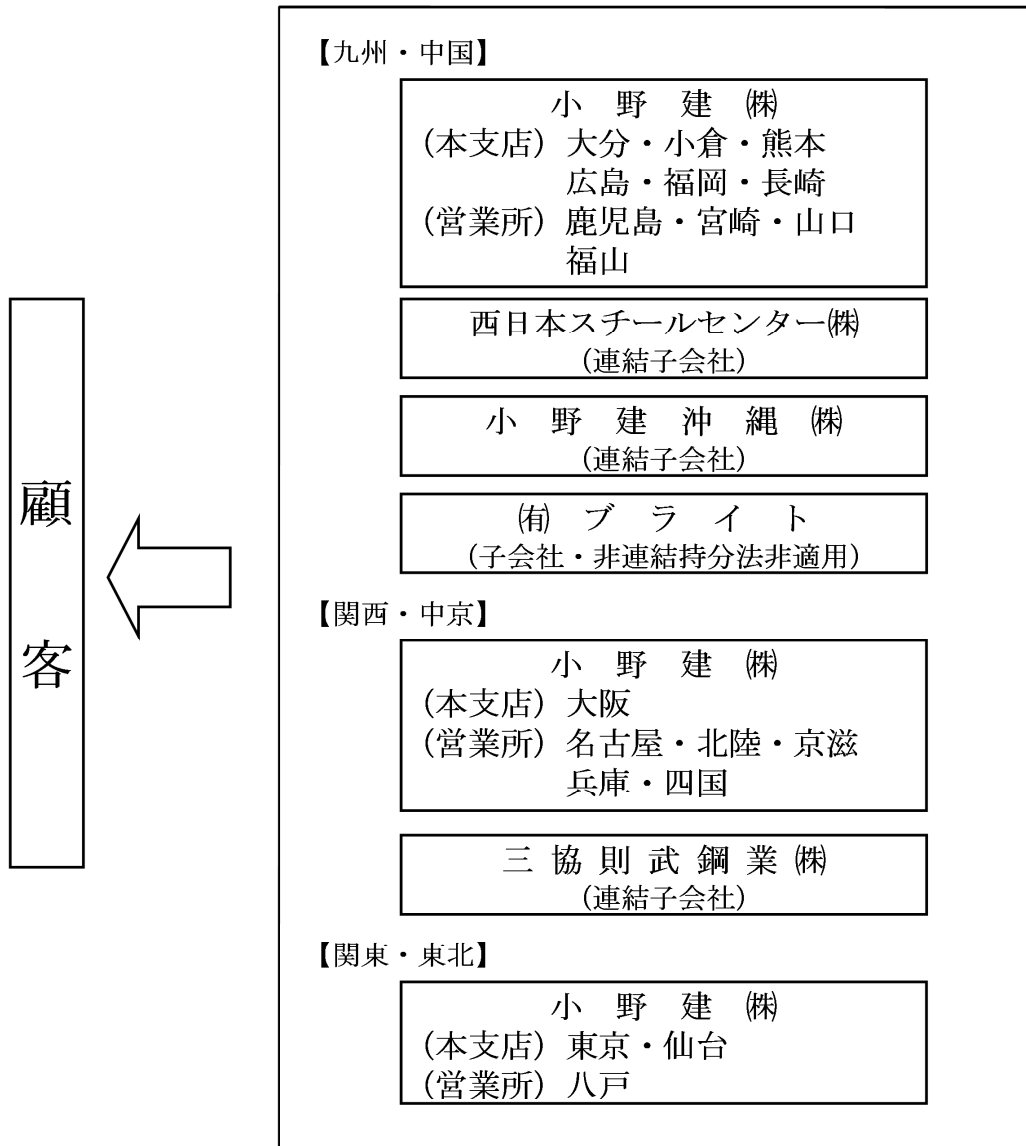 【九州・中国】
小野建㈱
(本支店) 大分・小倉・熊本
広島・福岡・長崎
(営業所) 鹿児島・宮崎・山口
福山
西日本スチールセンター㈱
(連結子会社)
小野建沖縄㈱
(連結子会社)
㈲ブライト
(子会社・非連結持分法非適用)
【関西・中京】
小野建㈱
(本支店) 大阪
(営業所) 名古屋・北陸・京滋
兵庫・四国
三協則武鋼業㈱
(連結子会社)
【関東・東北】
小野建㈱
(本支店) 東京・仙台
(営業所) 八戸
顧客